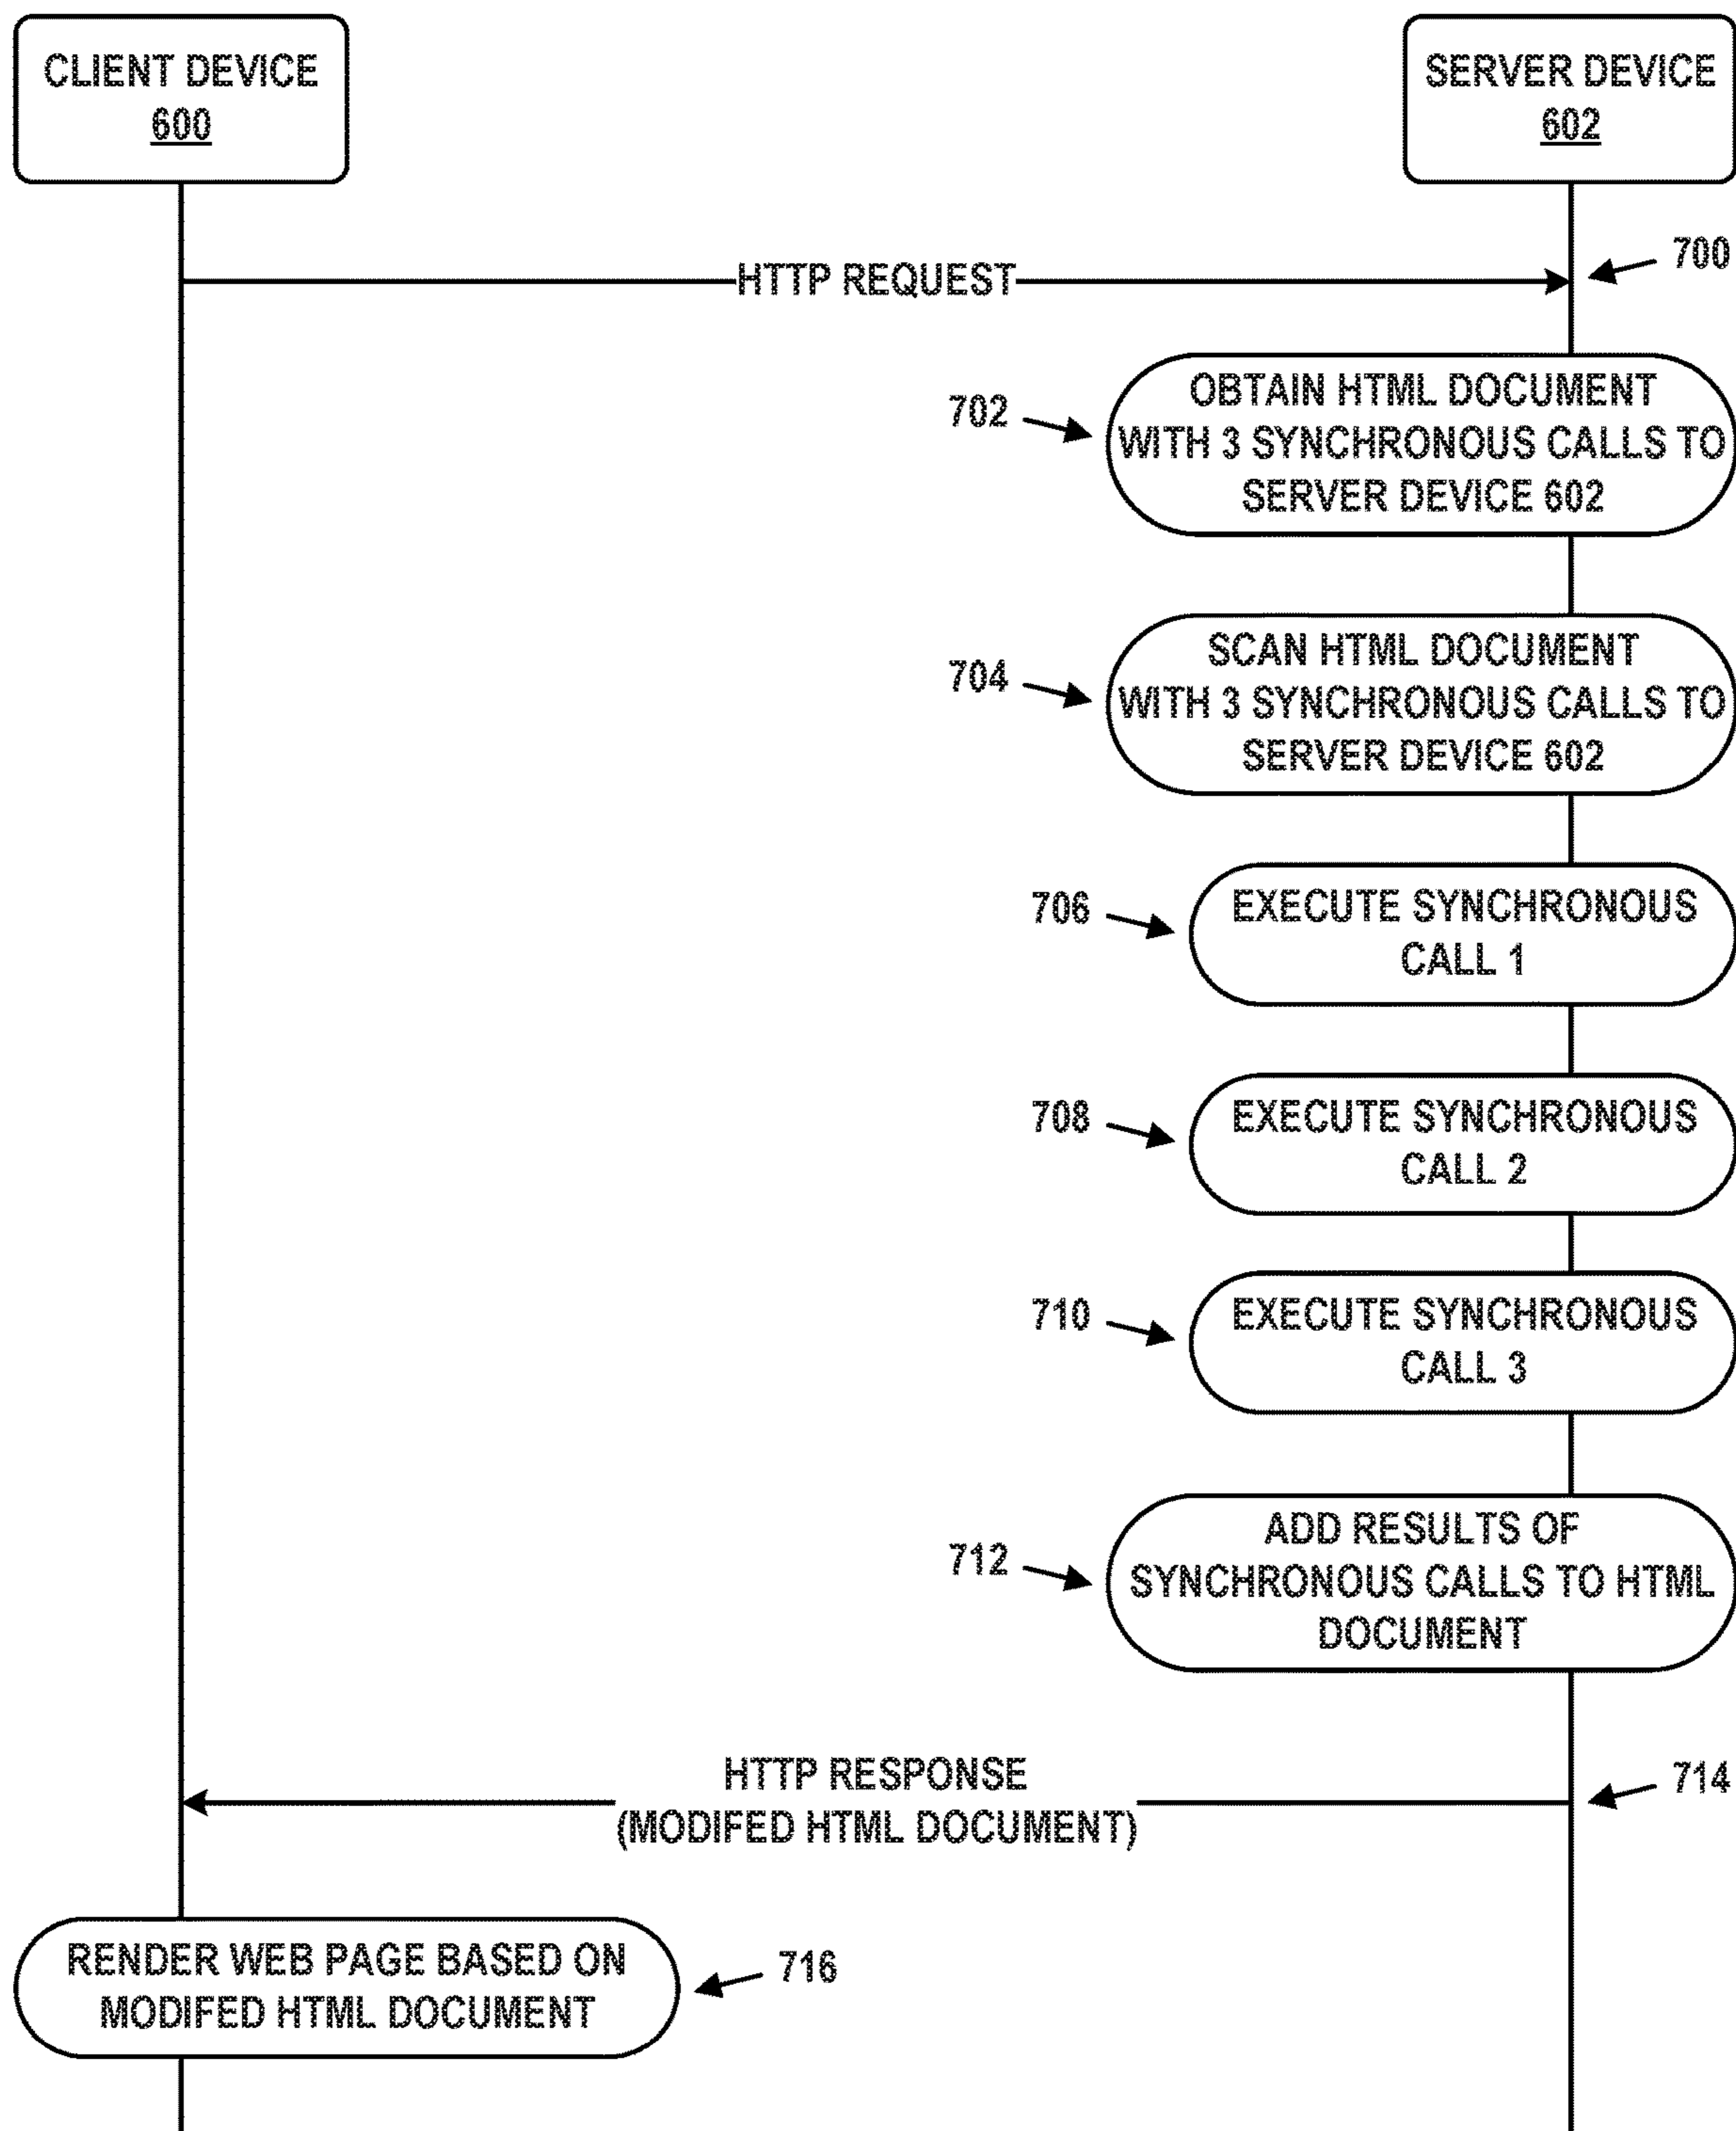 CLIENT DEVICE
600
SERVER DEVICE
602
700
HTTP REQUEST
702
OBTAIN HTML DOCUMENT
WITH 3 SYNCHRONOUS CALLS TO
SERVER DEVICE 602
704
SCAN HTML DOCUMENT
WITH 3 SYNCHRONOUS CALLS TO
SERVER DEVICE 602
706
EXECUTE SYNCHRONOUS
CALL 1
708
EXECUTE SYNCHRONOUS
CALL 2
710
EXECUTE SYNCHRONOUS
CALL 3
712
ADD RESULTS OF
SYNCHRONOUS CALLS TO HTML
DOCUMENT
HTTP RESPONSE
(MODIFED HTML DOCUMENT)
714
RENDER WEB PAGE BASED ON
MODIFED HTML DOCUMENT
716